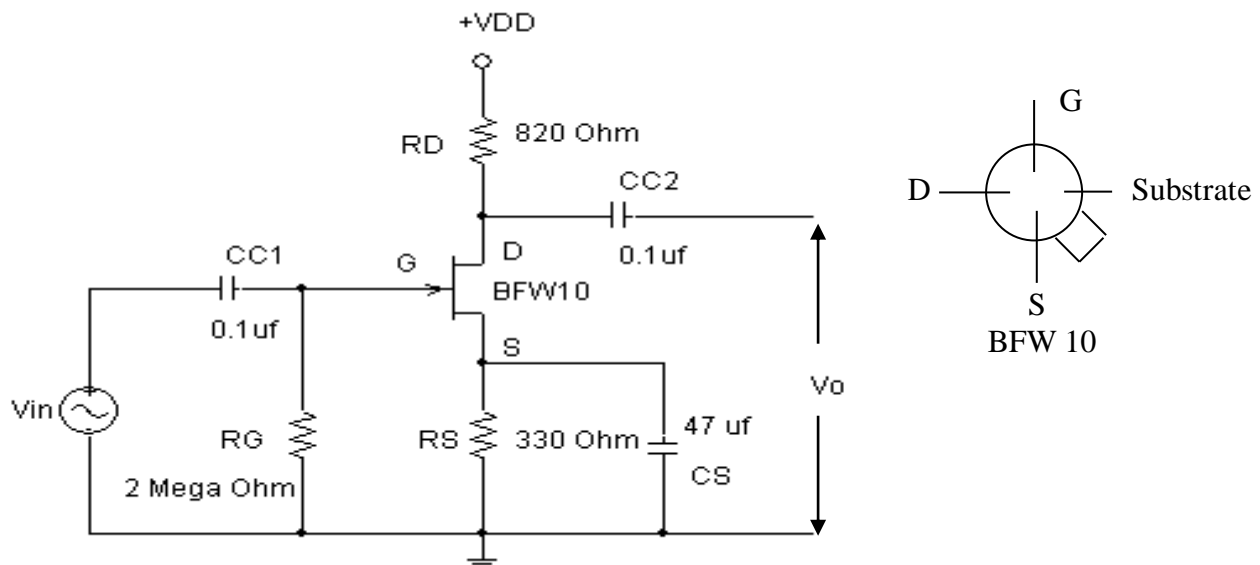 +VDD
RD
820 Ohm
CC2
0.1uf
CC1
0.1uf
G
D
BFW10
S
Vin
RG
2 Mega Ohm
RS
330 Ohm
47 uf
CS
Vo
G
D
Substrate
S
BFW 10